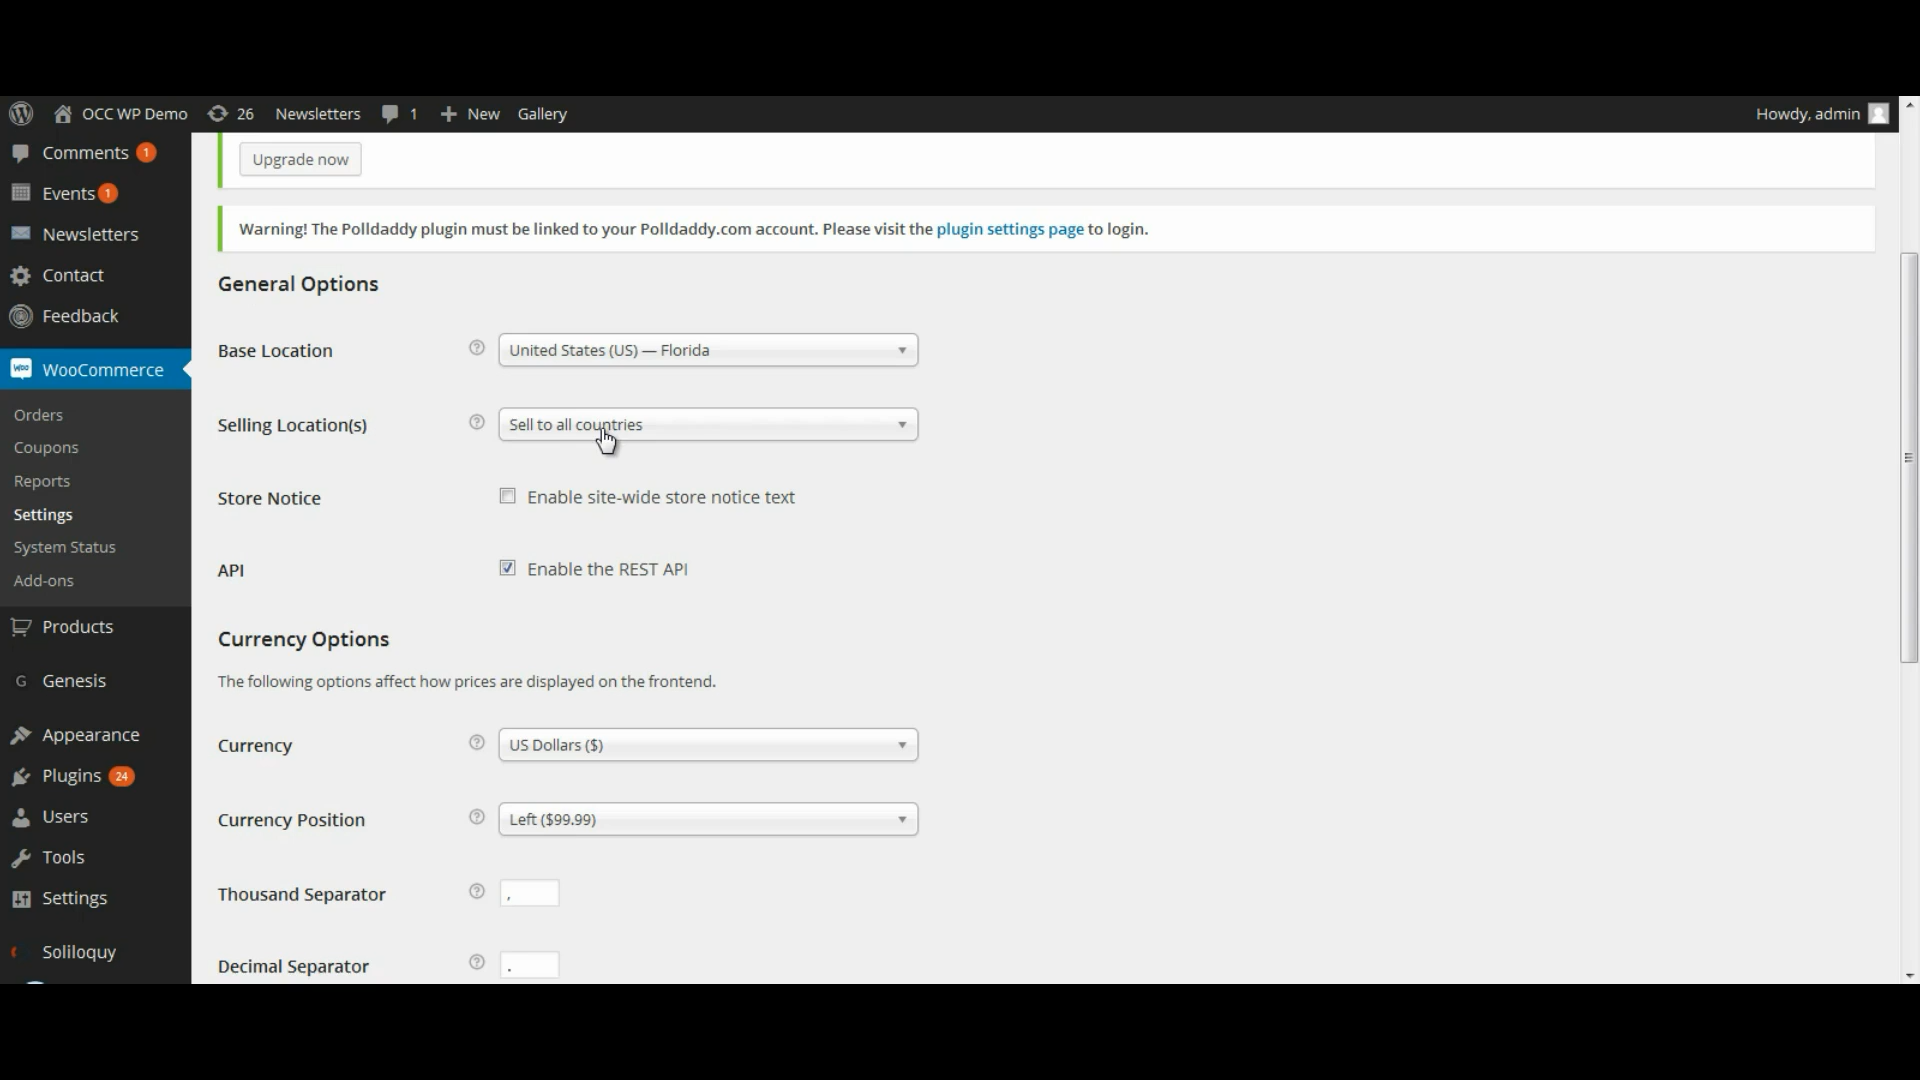 OCC WP Demo 26 Newsletters 1 New Gallery Howdy, admin
Comments 1
Events 1
Newsletters
Contact
Feedback
WooCommerce
Orders
Coupons
Reports
Settings
System Status
Add-ons
Products
Genesis
Appearance
Plugins 24
Users
Tools
Settings
Soliloquy
Upgrade now
Warning! The Polldaddy plugin must be linked to your Polldaddy.com account. Please visit the plugin settings page to login.
General Options
Base Location United States (US) — Florida
Selling Location(s) Sell to all countries
Store Notice Enable site-wide store notice text
API Enable the REST API
Currency Options
The following options affect how prices are displayed on the frontend.
Currency US Dollars ($)
Currency Position Left ($99.99)
Thousand Separator ,
Decimal Separator .